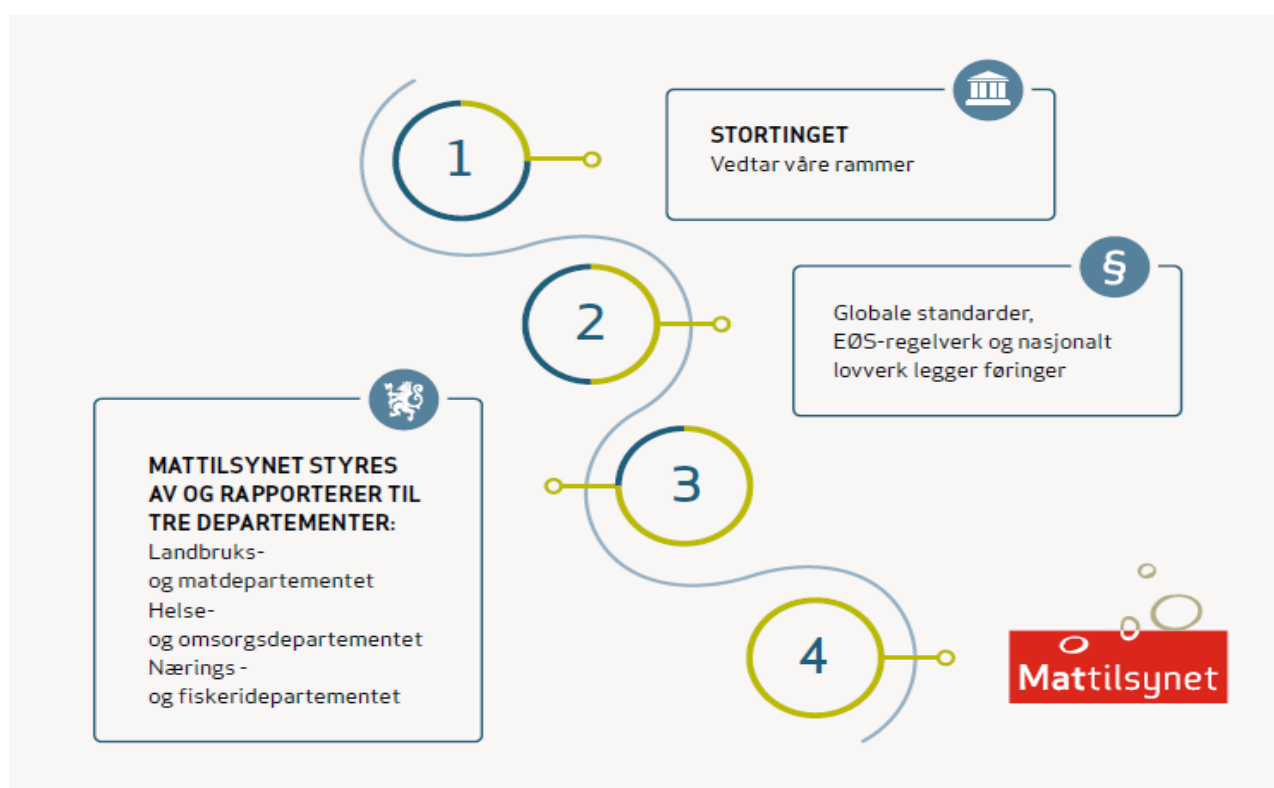 1
STORTINGET
Vedtar våre rammer
2
§
Globale standarder,
EØS-regelverk og nasjonalt
lovverk legger føringer
3
MATTILSYNET STYRES
AV OG RAPPORTERER TIL
TRE DEPARTEMENTER:
Landbruks-
og matdepartementet
Helse-
og omsorgsdepartementet
Nærings -
og fiskeridepartementet
4
Mattilsynet